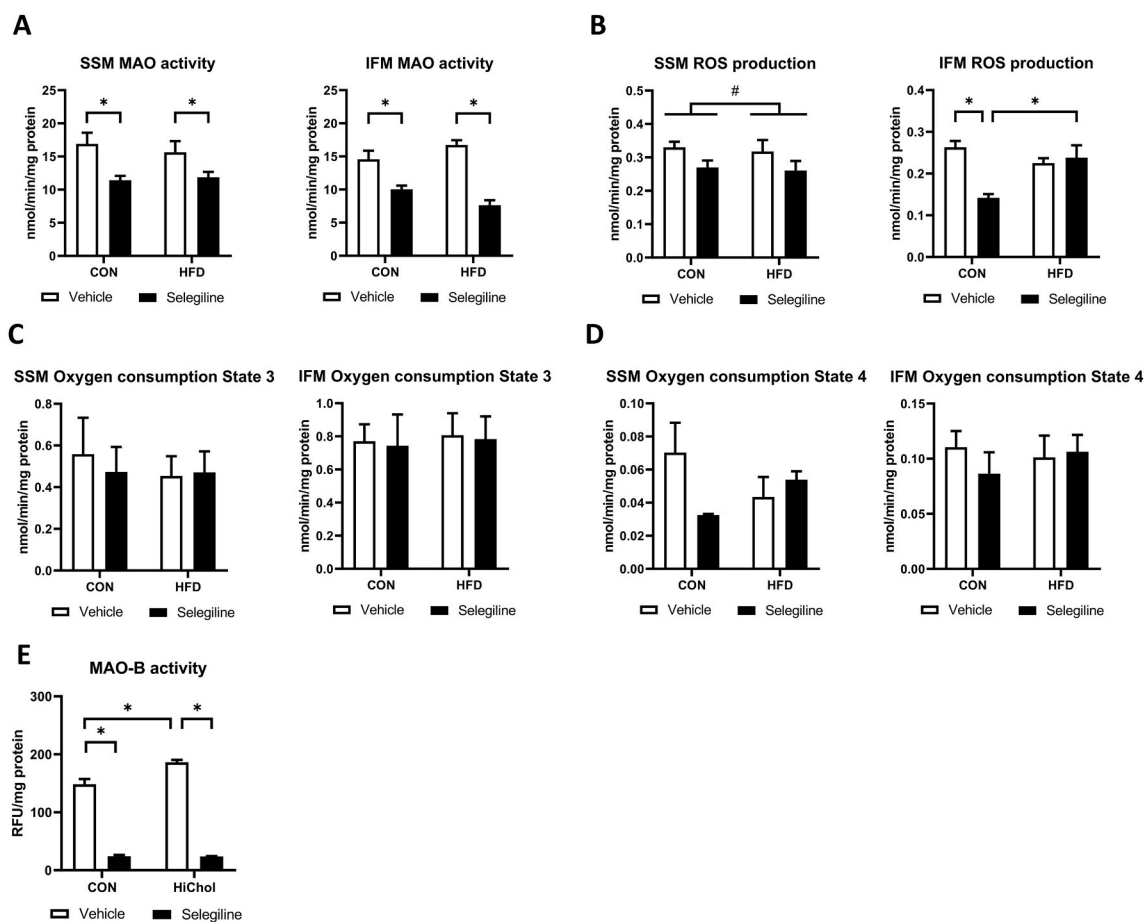 A
SSM MAO activity
nmol/min/mg protein
25
20
15
10
5
0
*
*
CON
HFD
Vehicle
Selegiline
IFM MAO activity
nmol/min/mg protein
25
20
15
10
5
0
*
*
CON
HFD
Vehicle
Selegiline
B
SSM ROS production
nmol/min/mg protein
0.5
0.4
0.3
0.2
0.1
0.0
#
CON
HFD
Vehicle
Selegiline
IFM ROS production
nmol/min/mg protein
0.4
0.3
0.2
0.1
0.0
*
*
CON
HFD
Vehicle
Selegiline
C
SSM Oxygen consumption State 3
nmol/min/mg protein
0.8
0.6
0.4
0.2
0.0
CON
HFD
Vehicle
Selegiline
IFM Oxygen consumption State 3
nmol/min/mg protein
1.0
0.8
0.6
0.4
0.2
0.0
CON
HFD
Vehicle
Selegiline
D
SSM Oxygen consumption State 4
nmol/min/mg protein
0.10
0.08
0.06
0.04
0.02
0.00
CON
HFD
Vehicle
Selegiline
IFM Oxygen consumption State 4
nmol/min/mg protein
0.15
0.10
0.05
0.00
CON
HFD
Vehicle
Selegiline
E
MAO-B activity
RFU/mg protein
300
200
100
0
*
*
*
CON
HiChol
Vehicle
Selegiline